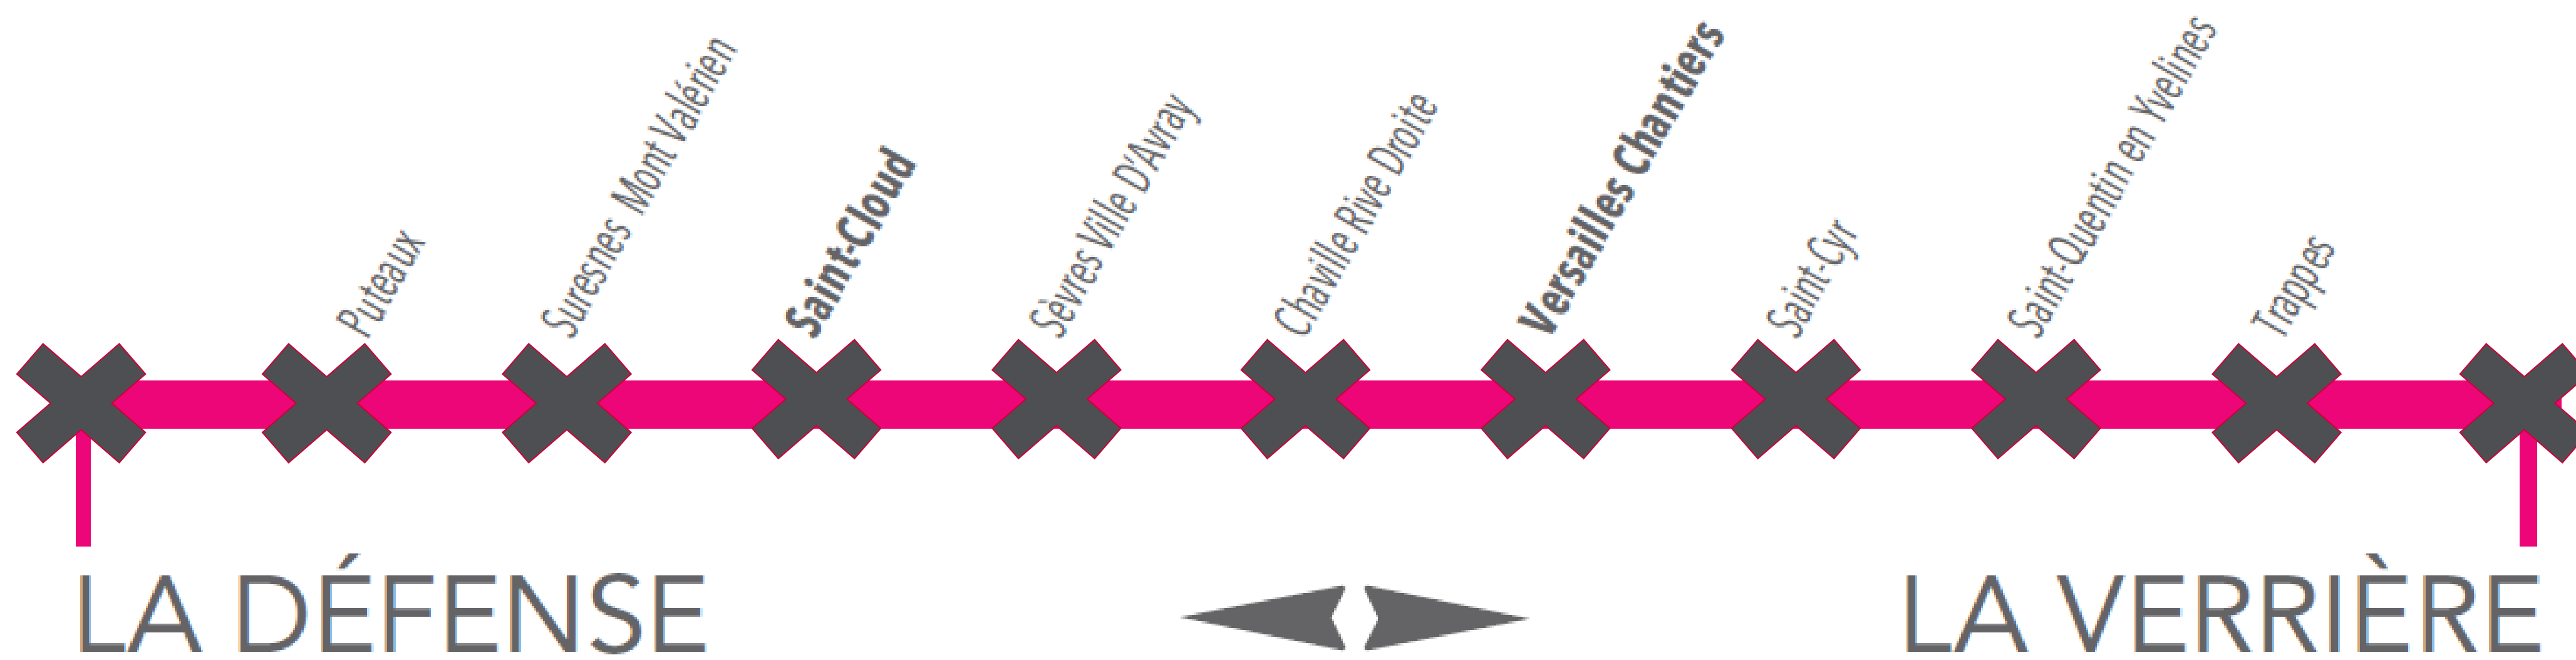 Puteaux
Suresnes Mont Valérien
Saint-Cloud
Sèvres Ville D'Avray
Chaville Rive Droite
Versailles Chantiers
Saint-Cyr
Saint-Quentin en Yvelines
Trappes
LA DÉFENSE
LA VERRIÈRE